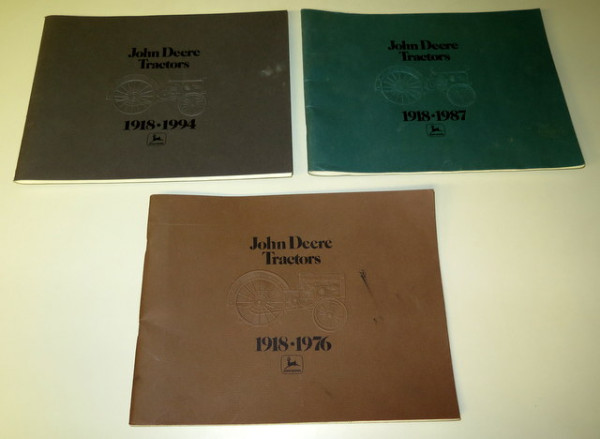 John Deere
Tractors
1918•1994
John Deere
Tractors
1918•1987
John Deere
Tractors
1918•1976